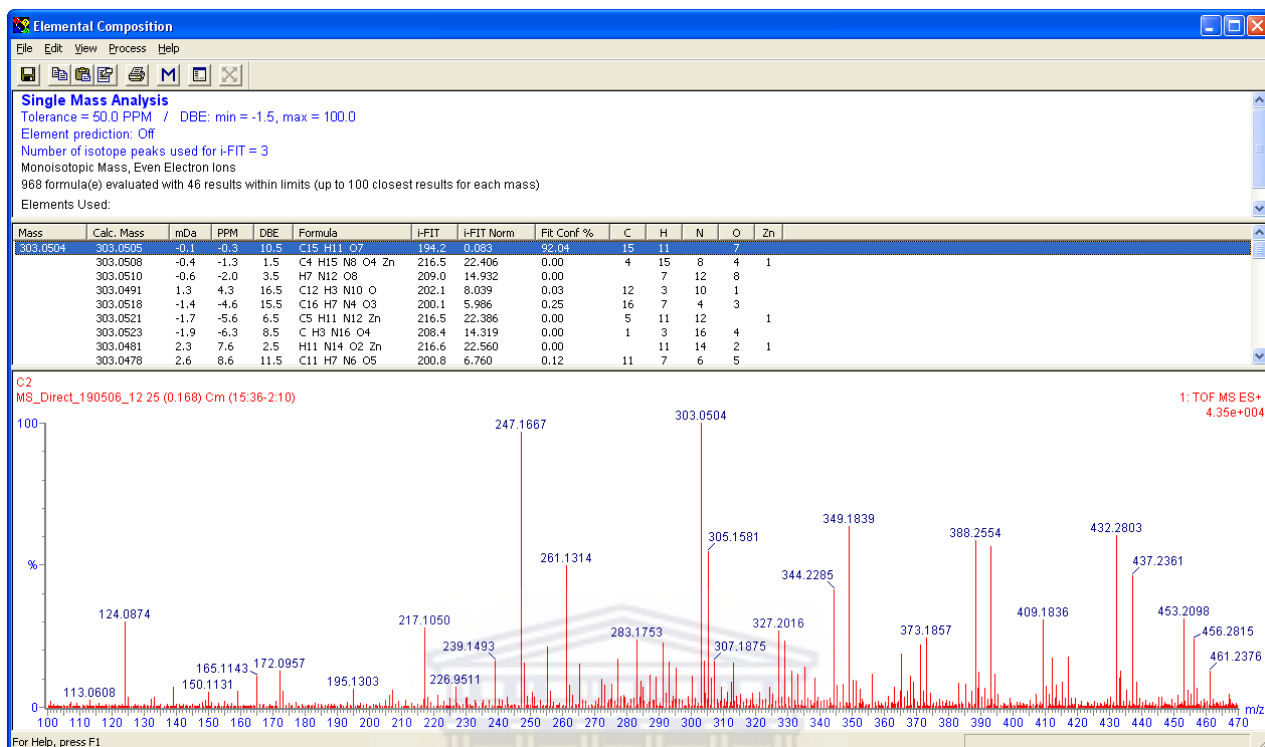 Elemental Composition
File Edit View Process Help
Single Mass Analysis
Tolerance = 50.0 PPM / DBE: min = -1.5, max = 100.0
Element prediction: Off
Number of isotope peaks used for i-FIT = 3
Monoisotopic Mass, Even Electron Ions
968 formula(e) evaluated with 46 results within limits (up to 100 closest results for each mass)
Elements Used:
Mass Calc. Mass mDa PPM DBE Formula i-FIT i-FIT Norm Fit Conf % C H N O Zn
303.0504 303.0505 -0.1 -0.3 10.5 C15 H11 O7 194.2 0.083 92.04 15 11 7
303.0508 -0.4 -1.3 1.5 C4 H15 N8 O4 Zn 216.5 22.406 0.00 4 15 8 4 1
303.0510 -0.6 -2.0 3.5 H7 N12 O8 209.0 14.932 0.00 7 12 8
303.0491 1.3 4.3 16.5 C12 H3 N10 O 202.1 8.039 0.03 12 3 10 1
303.0518 -1.4 -4.6 15.5 C16 H7 N4 O3 200.1 5.986 0.25 16 7 4 3
303.0521 -1.7 -5.6 6.5 C5 H11 N12 Zn 216.5 22.386 0.00 5 11 12 1
303.0523 -1.9 -6.3 8.5 C H3 N16 O4 208.4 14.319 0.00 1 3 16 4
303.0481 2.3 7.6 2.5 H11 N14 O2 Zn 216.6 22.560 0.00 11 14 2 1
303.0478 2.6 8.6 11.5 C11 H7 N6 O5 200.8 6.760 0.12 11 7 6 5
C2
MS_Direct_190506_12 25 (0.168) Cm (15:36-2:10)
1: TOF MS ES+
4.35e+004
100
303.0504
247.1667
349.1839
432.2803
388.2554
305.1581
%
261.1314
437.2361
344.2285
124.0874
409.1836
453.2098
217.1050
327.2016
373.1857
456.2815
283.1753
239.1493
307.1875
461.2376
165.1143
172.0957
150.1131
195.1303
226.9511
113.0608
0
100 110 120 130 140 150 160 170 180 190 200 210 220 230 240 250 260 270 280 290 300 310 320 330 340 350 360 370 380 390 400 410 420 430 440 450 460 470 m/z
For Help, press F1